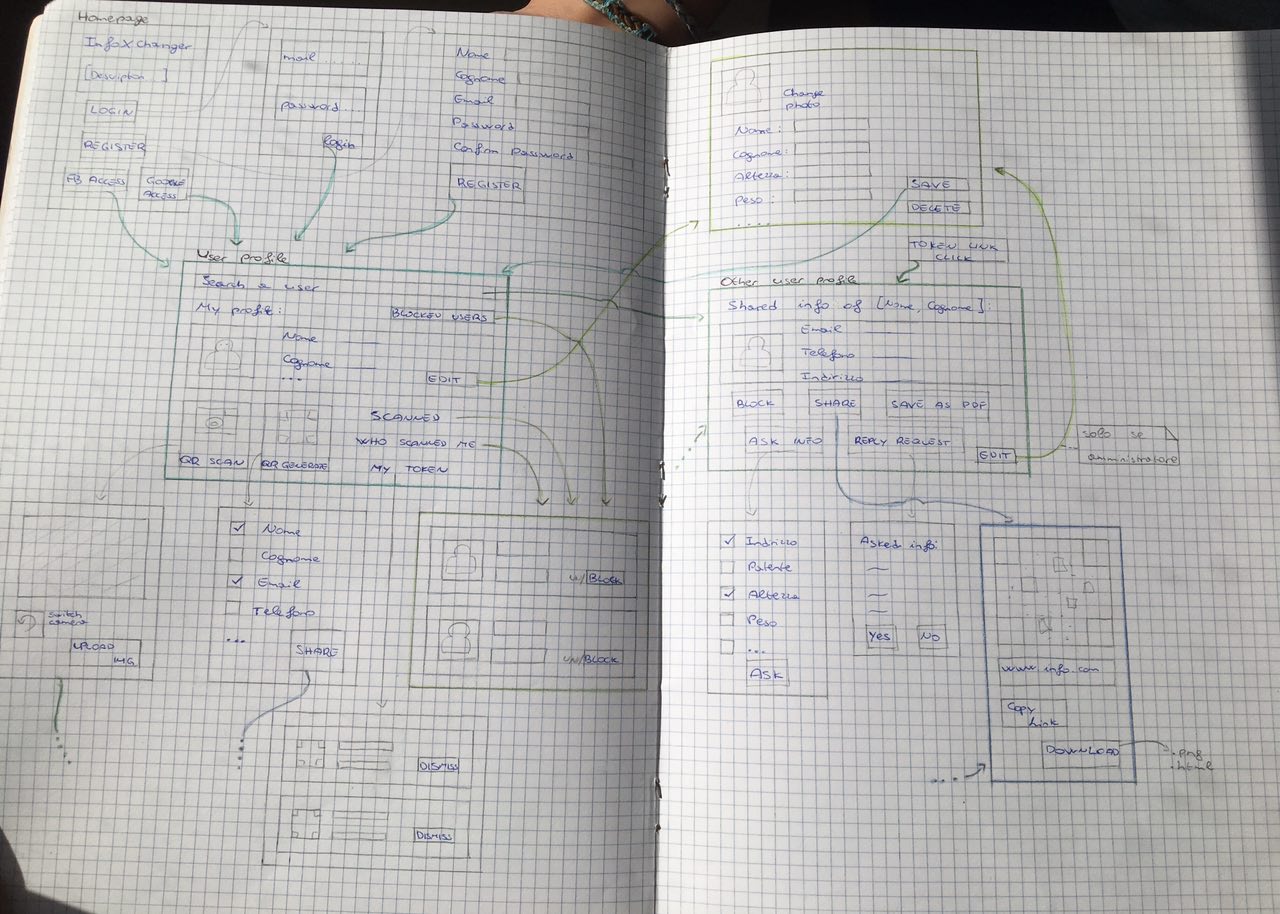 Homepage
InfoXchanger
[Description ...]
LOGIN
REGISTER
FB ACCESS
GOOGLE
ACCESS
mail ......
password ...
login
Nome
Cognome
Email
Password
Confirm password
REGISTER
User profile
Search a user
My profile:
BLOCKED USERS
Nome
Cognome
...
EDIT
SCANNED
WHO SCANNED ME
MY TOKEN
QR SCAN
QR GENERATE
switch
camera
UPLOAD
IMG
Nome
Cognome
Email
Telefono
...
SHARE
UN/BLOCK
UN/BLOCK
DISMISS
DISMISS
Change
photo
Nome:
Cognome:
Altezza:
Peso:
....
SAVE
DELETE
TOKEN LINK
CLICK
Other user profile
Shared info of [Nome, Cognome]:
Email
Telefono
Indirizzo
BLOCK
SHARE
SAVE AS PDF
ASK INFO
REPLY REQUEST
EDIT
solo se
amministratore
Indirizzo
Patente
Altezza
Peso
...
ASK
Asked info:
Yes
No
www.info.com
Copy
Link
DOWNLOAD
.png
.html